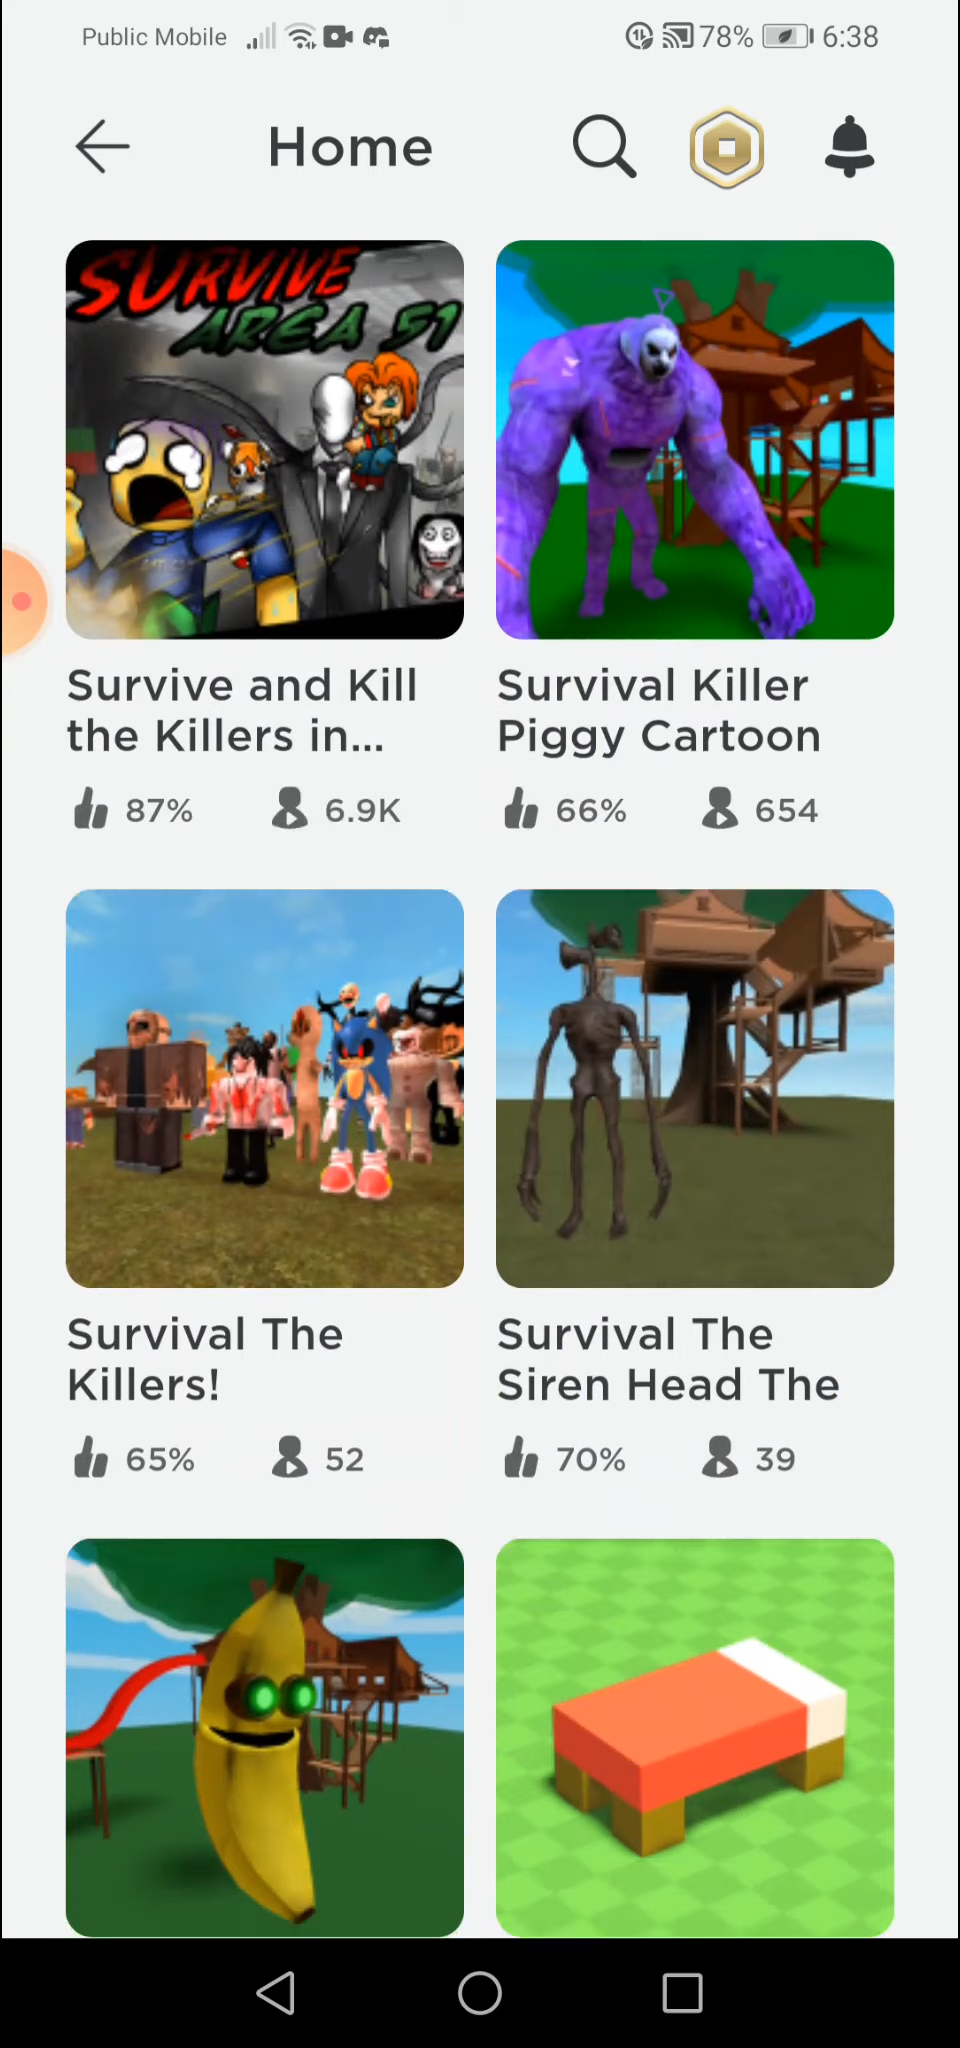 Public Mobile 78% 6:38
Home
SURVIVE
AREA 51
Survive and Kill
the Killers in...
87% 6.9K
Survival Killer
Piggy Cartoon
66% 654
Survival The
Killers!
65% 52
Survival The
Siren Head The
70% 39